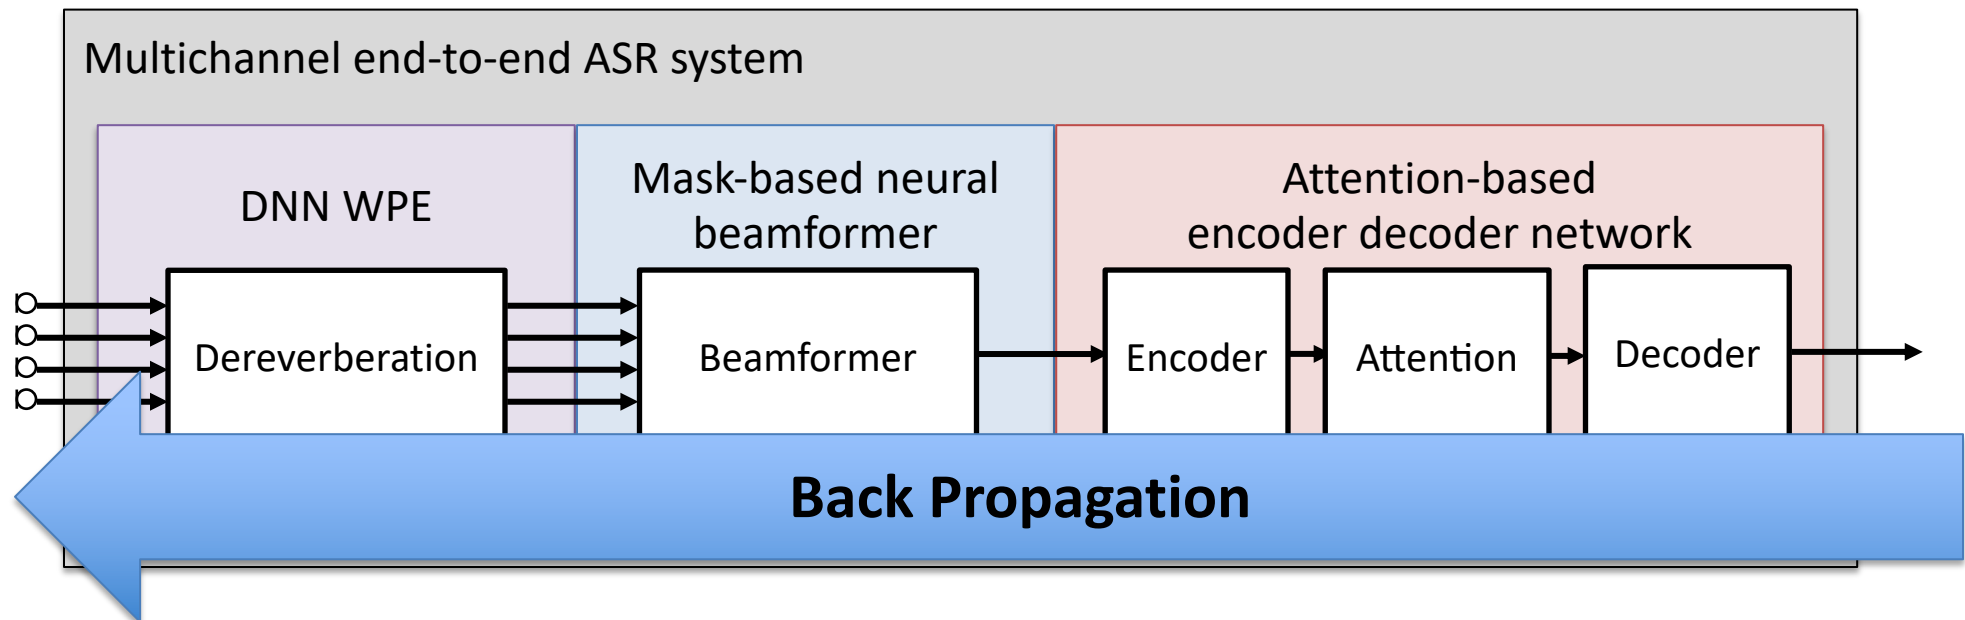 Multichannel end-to-end ASR system
DNN WPE
Mask-based neural
beamformer
Attention-based
encoder decoder network
Dereverberation
Beamformer
Encoder
Attention
Decoder
Back Propagation